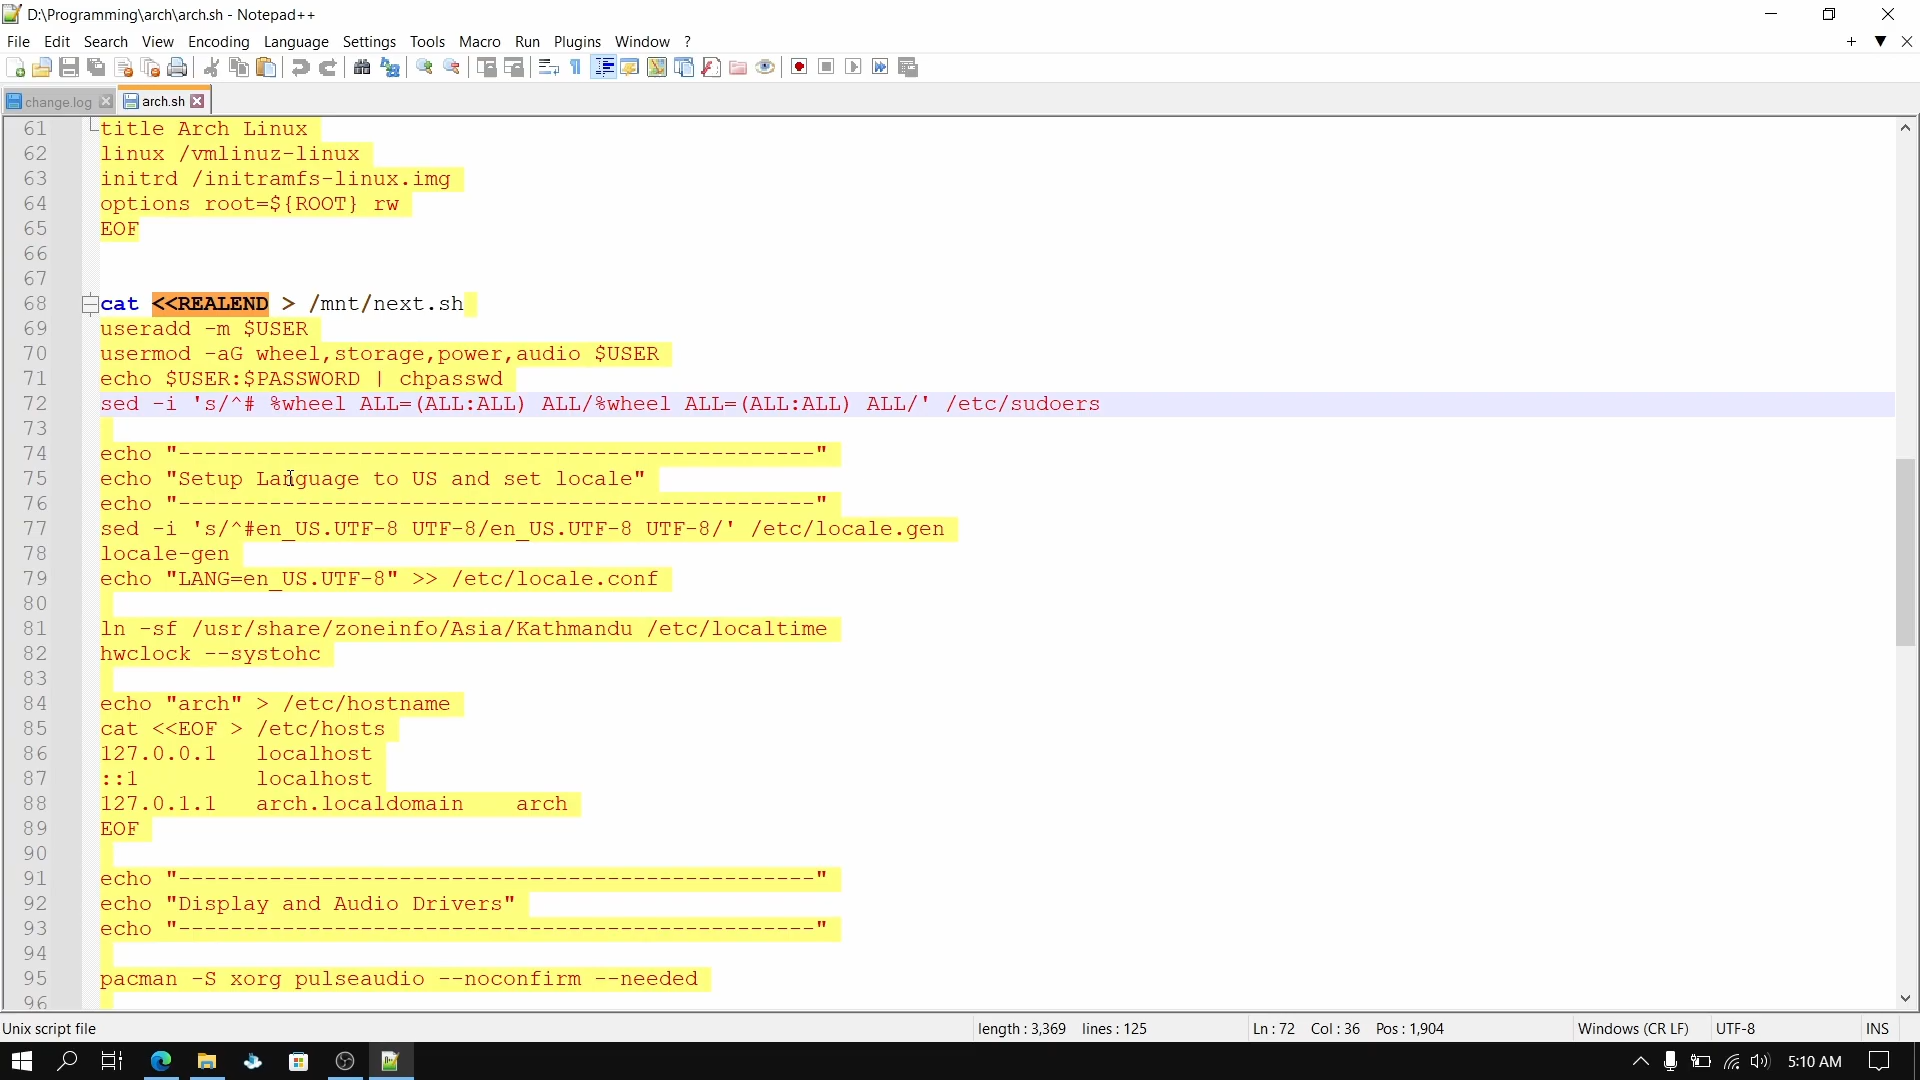 D:\Programming\arch\arch.sh - Notepad++
File Edit Search View Encoding Language Settings Tools Macro Run Plugins Window ?
change.log arch.sh
61 title Arch Linux
62 linux /vmlinuz-linux
63 initrd /initramfs-linux.img
64 options root=${ROOT} rw
65 EOF
66
67
68 cat <<REALEND > /mnt/next.sh
69 useradd -m $USER
70 usermod -aG wheel,storage,power,audio $USER
71 echo $USER:$PASSWORD | chpasswd
72 sed -i 's/^# %wheel ALL=(ALL:ALL) ALL/%wheel ALL=(ALL:ALL) ALL/' /etc/sudoers
73
74 echo "-------------------------------------------------"
75 echo "Setup Language to US and set locale"
76 echo "-------------------------------------------------"
77 sed -i 's/^#en_US.UTF-8 UTF-8/en_US.UTF-8 UTF-8/' /etc/locale.gen
78 locale-gen
79 echo "LANG=en_US.UTF-8" >> /etc/locale.conf
80
81 ln -sf /usr/share/zoneinfo/Asia/Kathmandu /etc/localtime
82 hwclock --systohc
83
84 echo "arch" > /etc/hostname
85 cat <<EOF > /etc/hosts
86 127.0.0.1   localhost
87 ::1         localhost
88 127.0.1.1   arch.localdomain    arch
89 EOF
90
91 echo "-------------------------------------------------"
92 echo "Display and Audio Drivers"
93 echo "-------------------------------------------------"
94
95 pacman -S xorg pulseaudio --noconfirm --needed
96
Unix script file length : 3,369 lines : 125 Ln : 72 Col : 36 Pos : 1,904 Windows (CR LF) UTF-8 INS
5:10 AM